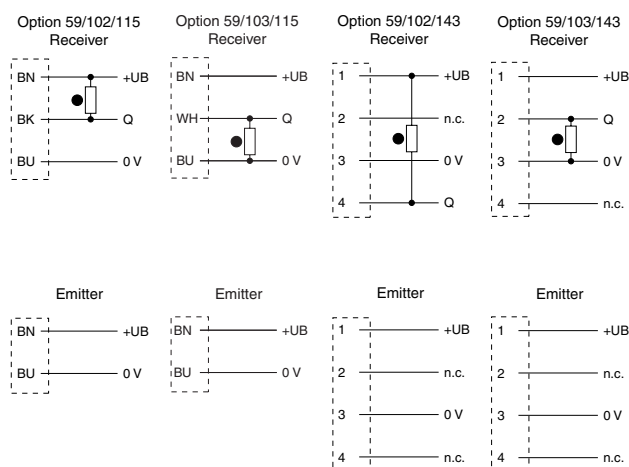 Option 59/102/115
Receiver
BN +UB
BK Q
BU 0 V
Option 59/103/115
Receiver
BN +UB
WH Q
BU 0 V
Option 59/102/143
Receiver
1 +UB
2 n.c.
3 0 V
4 Q
Option 59/103/143
Receiver
1 +UB
2 Q
3 0 V
4 n.c.
Emitter
BN +UB
BU 0 V
Emitter
BN +UB
BU 0 V
Emitter
1 +UB
2 n.c.
3 0 V
4 n.c.
Emitter
1 +UB
2 n.c.
3 0 V
4 n.c.